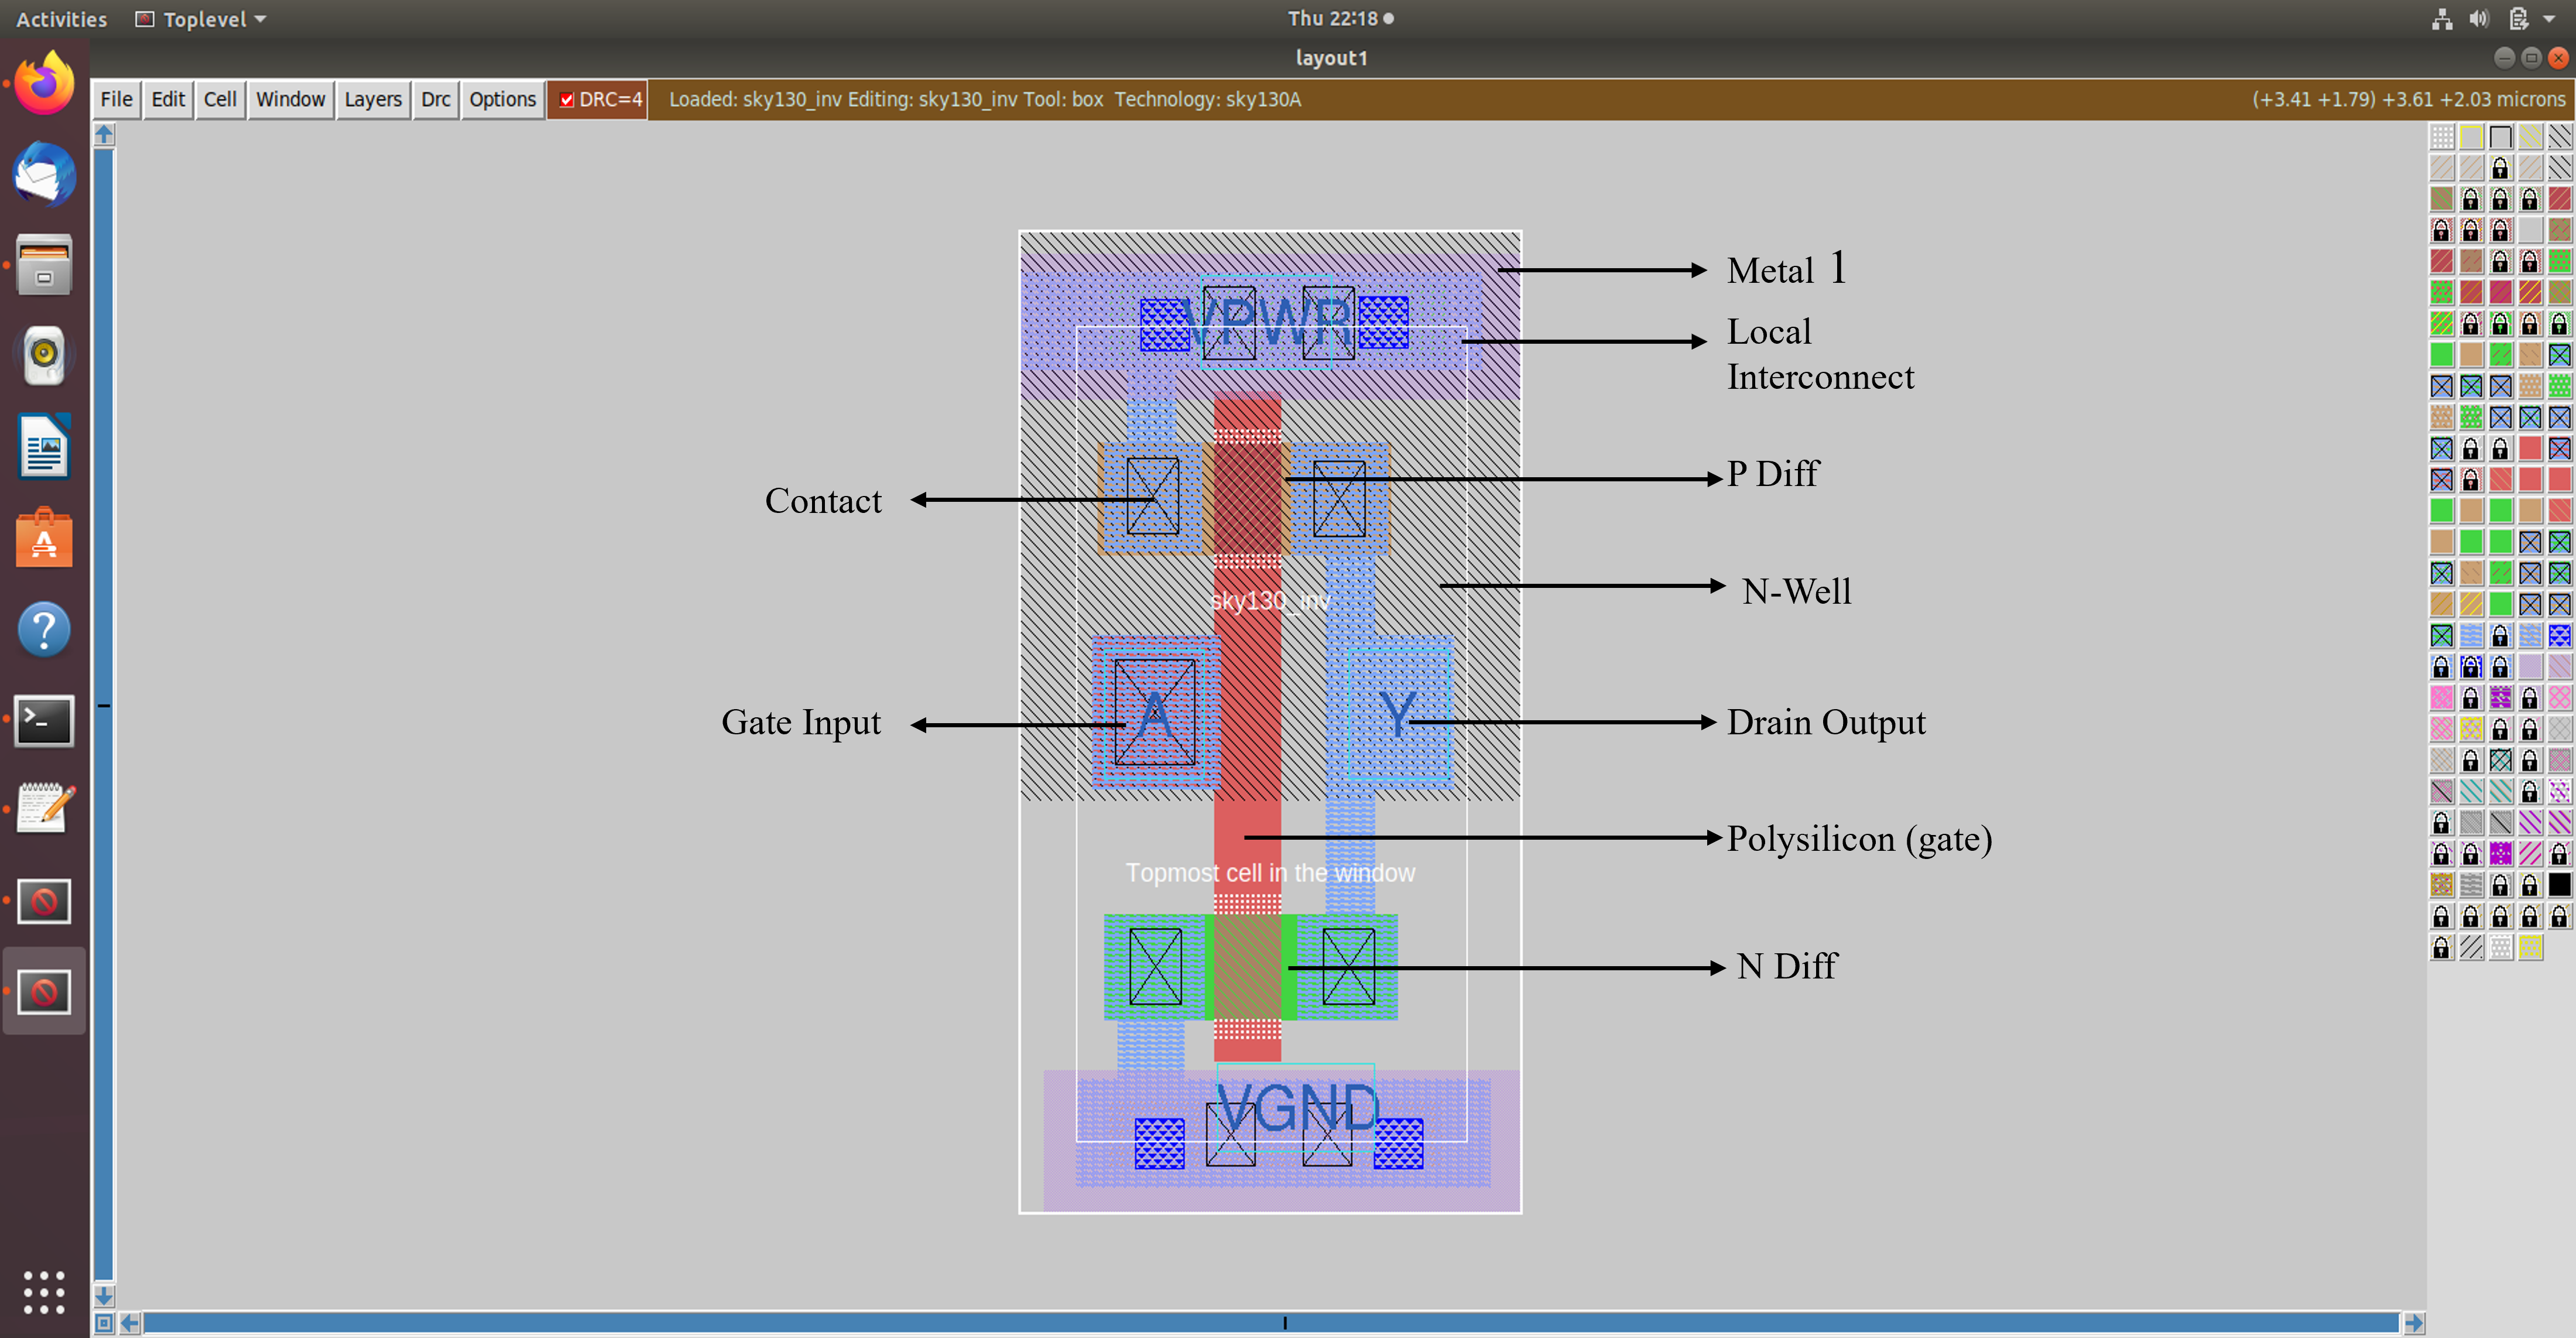 Activities Toplevel Thu 22:18
layout1
File Edit Cell Window Layers Drc Options DRC=4 Loaded: sky130_inv Editing: sky130_inv Tool: box Technology: sky130A (+3.41 +1.79) +3.61 +2.03 microns
Metal 1
VPWR
Local
Interconnect
P Diff
Contact
N-Well
sky130_inv
Gate Input
A
Y
Drain Output
Polysilicon (gate)
Topmost cell in the window
N Diff
VGND